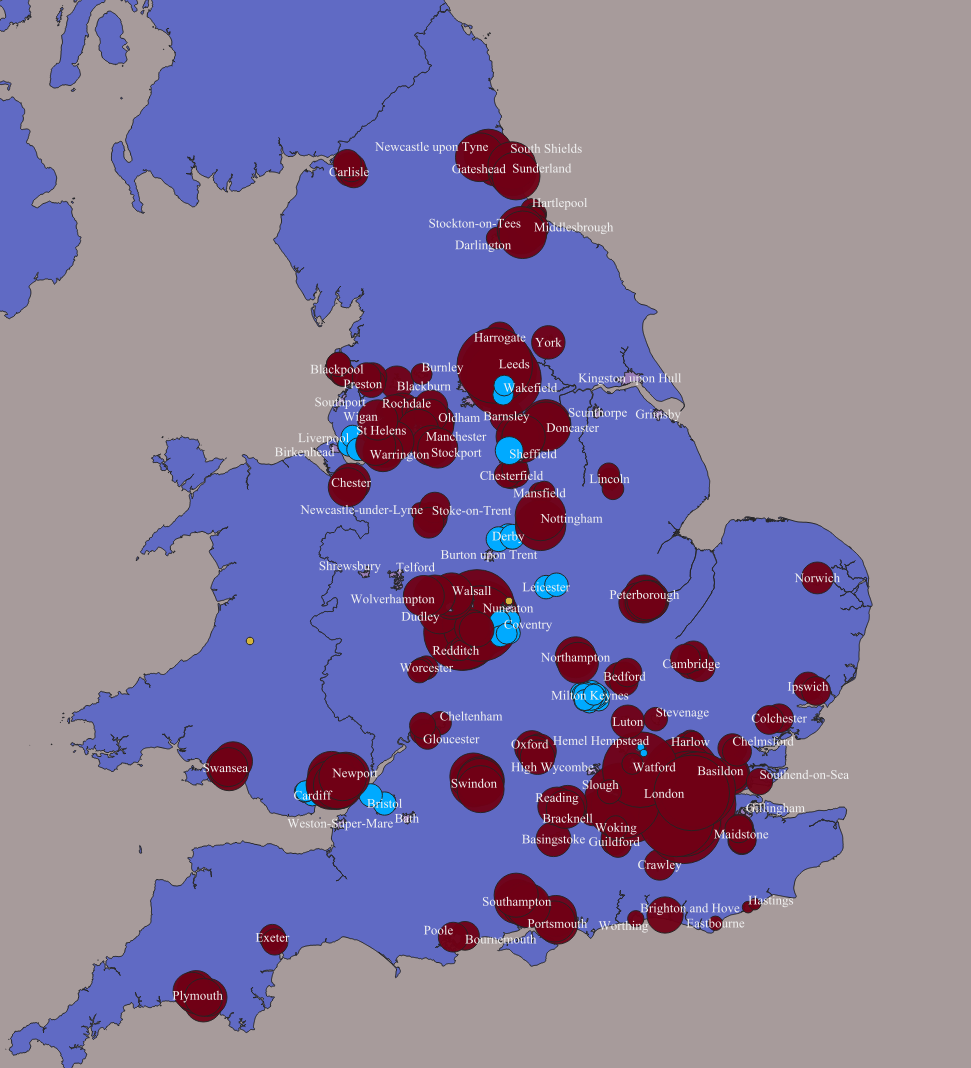 Newcastle upon Tyne
South Shields
Gateshead
Sunderland
Carlisle
Hartlepool
Stockton-on-Tees
Middlesbrough
Darlington
Harrogate
York
Leeds
Blackpool
Burnley
Kingston upon Hull
Preston
Blackburn
Wakefield
Southport
Rochdale
Wigan
Oldham
Barnsley
Scunthorpe
Grimsby
St Helens
Doncaster
Liverpool
Manchester
Birkenhead
Warrington
Stockport
Sheffield
Chester
Chesterfield
Lincoln
Mansfield
Newcastle-under-Lyme
Stoke-on-Trent
Nottingham
Derby
Burton upon Trent
Shrewsbury
Telford
Norwich
Walsall
Leicester
Peterborough
Wolverhampton
Nuneaton
Dudley
Coventry
Redditch
Northampton
Worcester
Cambridge
Bedford
Ipswich
Milton Keynes
Cheltenham
Stevenage
Colchester
Luton
Gloucester
Oxford
Hemel Hempstead
Harlow
Chelmsford
Swansea
Newport
High Wycombe
Watford
Basildon
Southend-on-Sea
Swindon
Slough
London
Cardiff
Bristol
Reading
Gillingham
Weston-Super-Mare
Bath
Bracknell
Woking
Maidstone
Basingstoke
Guildford
Crawley
Southampton
Hastings
Brighton and Hove
Portsmouth
Worthing
Eastbourne
Poole
Exeter
Bournemouth
Plymouth